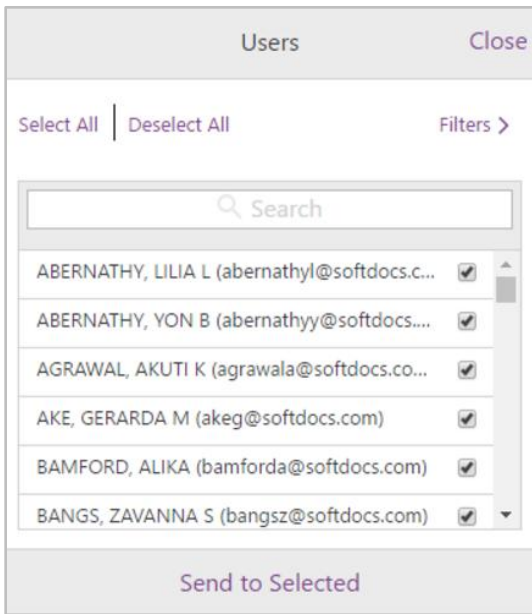 Users Close
Select All Deselect All Filters >
Search
ABERNATHY, LILIA L (abernathyl@softdocs.c...
ABERNATHY, YON B (abernathyy@softdocs....
AGRAWAL, AKUTI K (agrawala@softdocs.co...
AKE, GERARDA M (akeg@softdocs.com)
BAMFORD, ALIKA (bamforda@softdocs.com)
BANGS, ZAVANNA S (bangsz@softdocs.com)
Send to Selected